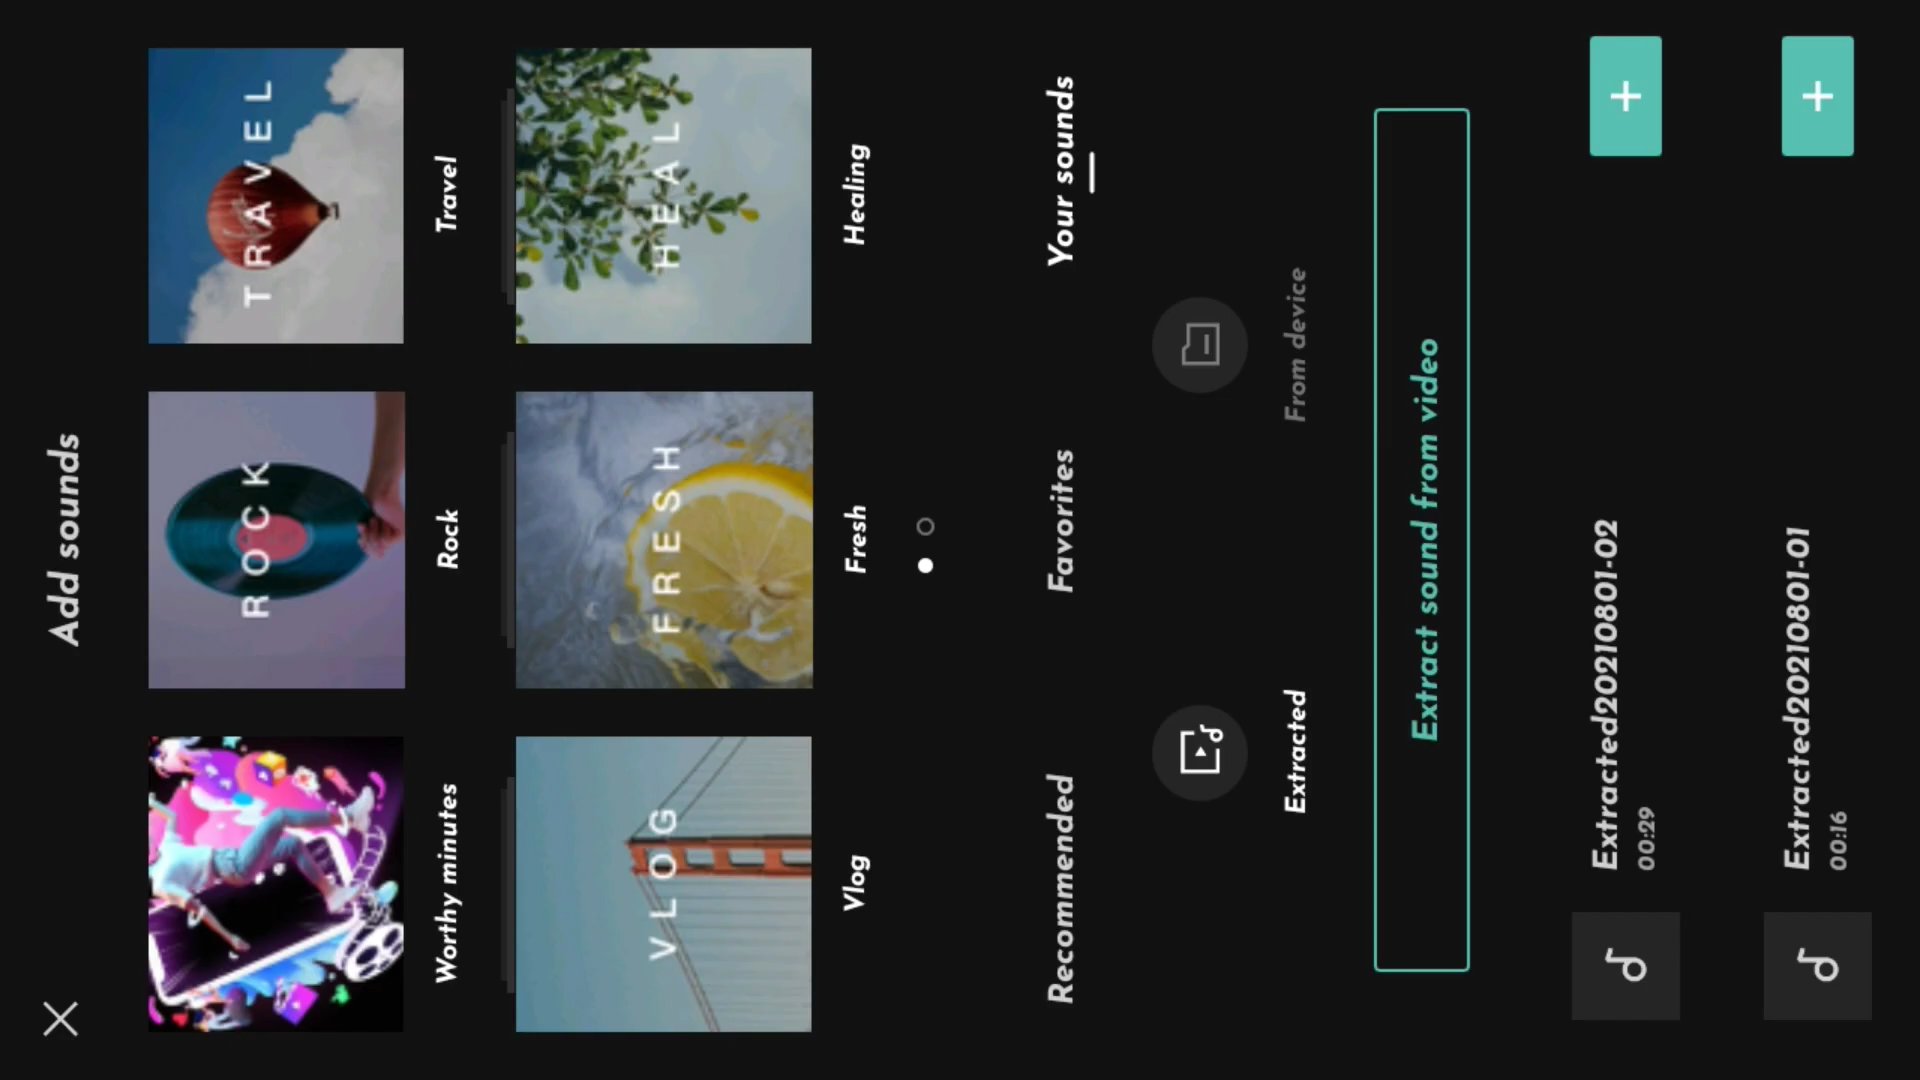 Add sounds
Worthy minutes
ROCK
Rock
TRAVEL
Travel
VLOG
Vlog
FRESH
Fresh
HEAL
Healing
Recommended
Favorites
Your sounds
Extracted
From device
Extract sound from video
Extracted20210801-02
00:29
Extracted20210801-01
00:16